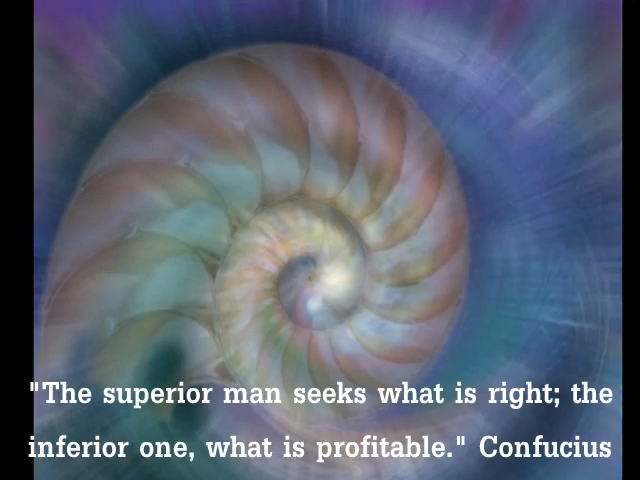 "The superior man seeks what is right; the
inferior one, what is profitable." Confucius